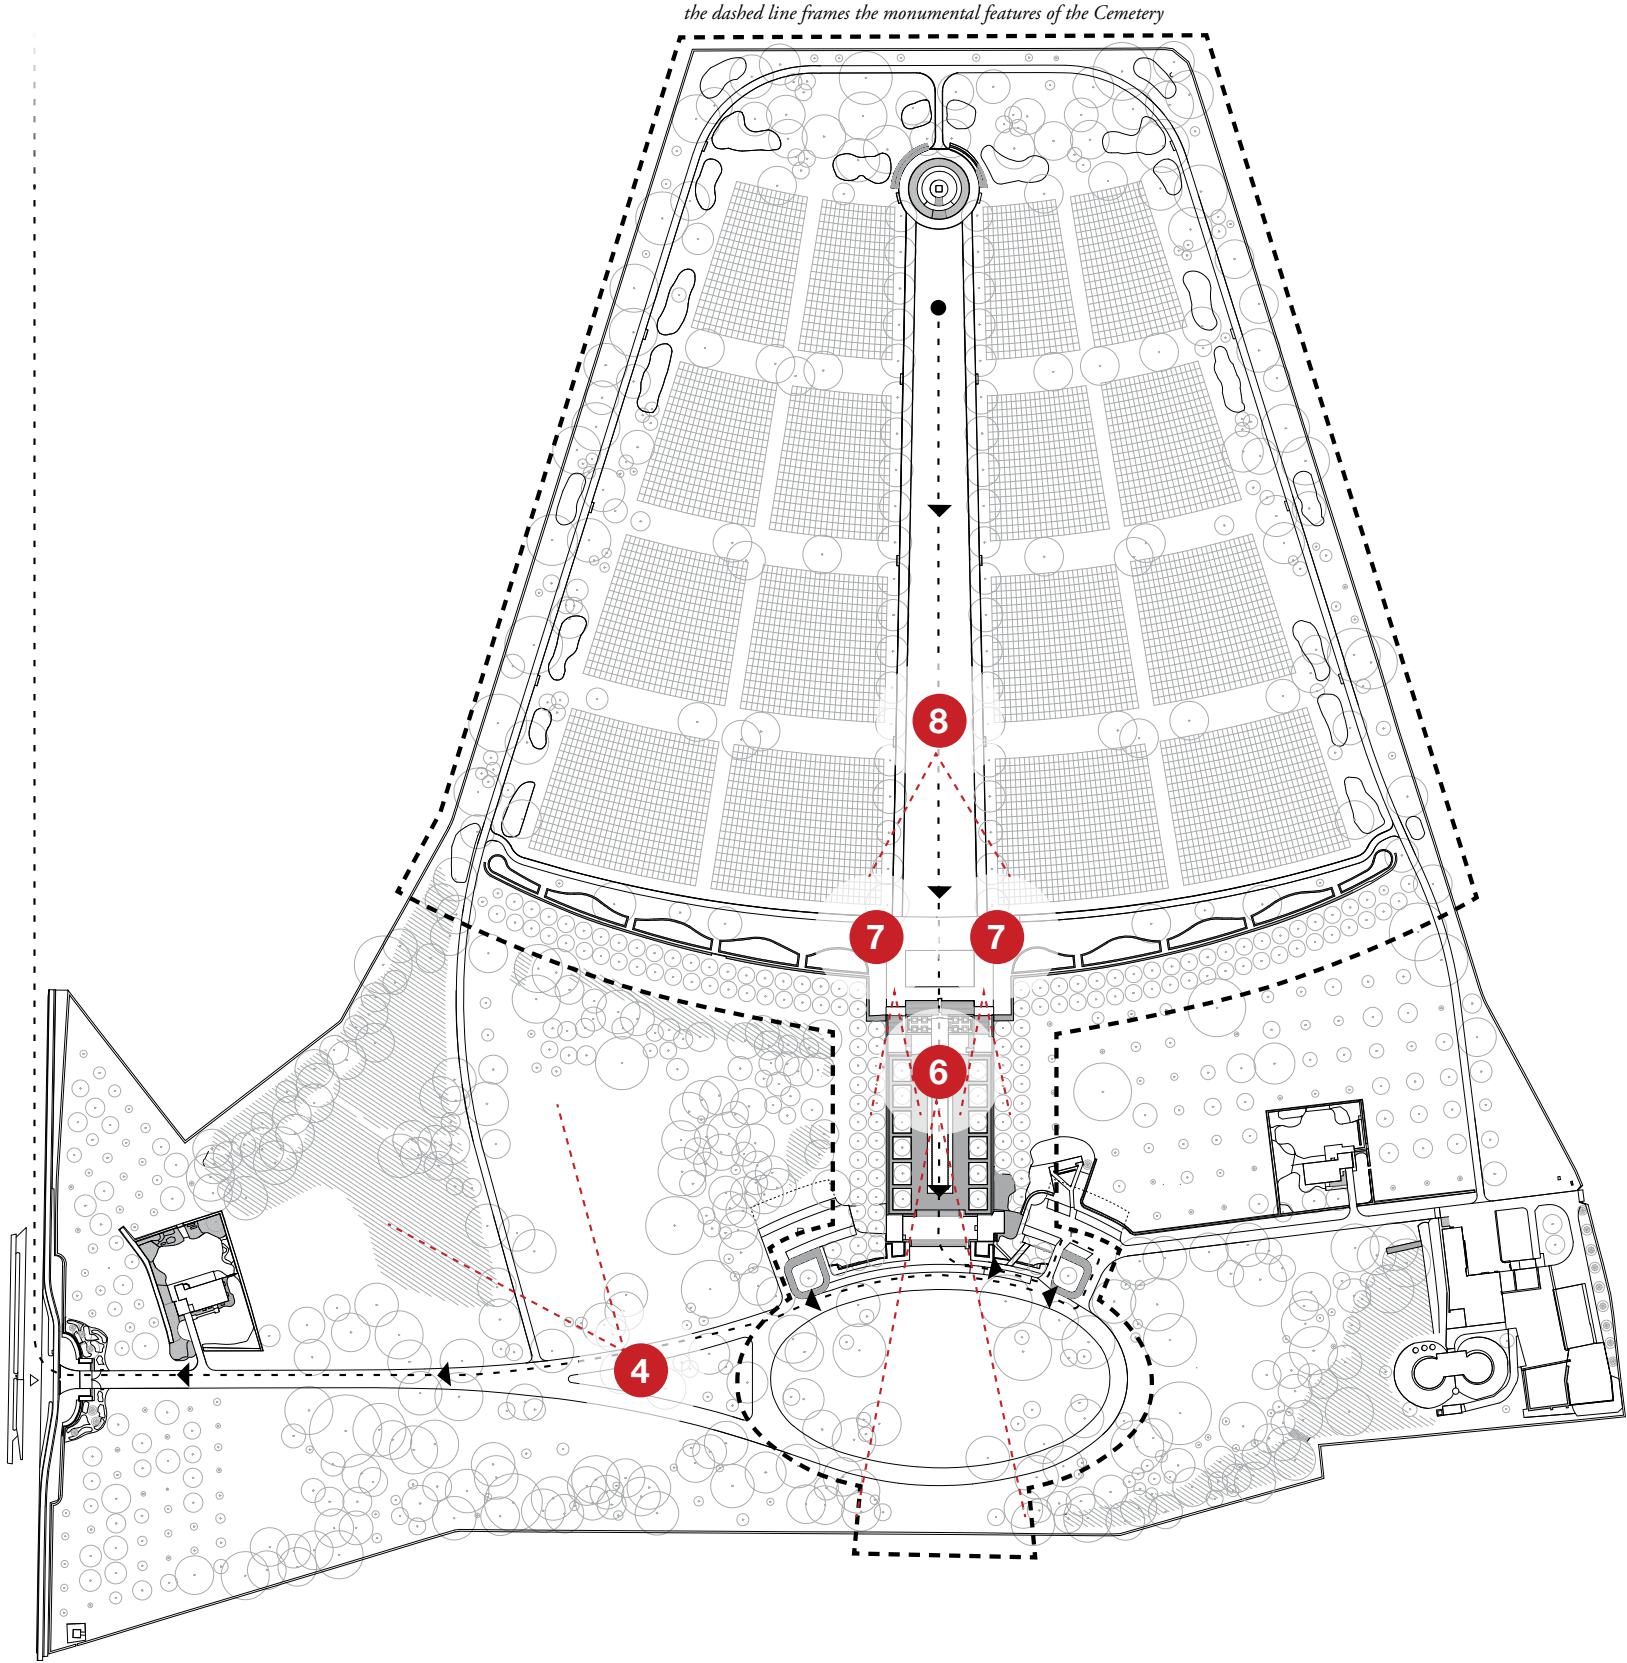 the dashed line frames the monumental features of the Cemetery
8
7 7
6
4